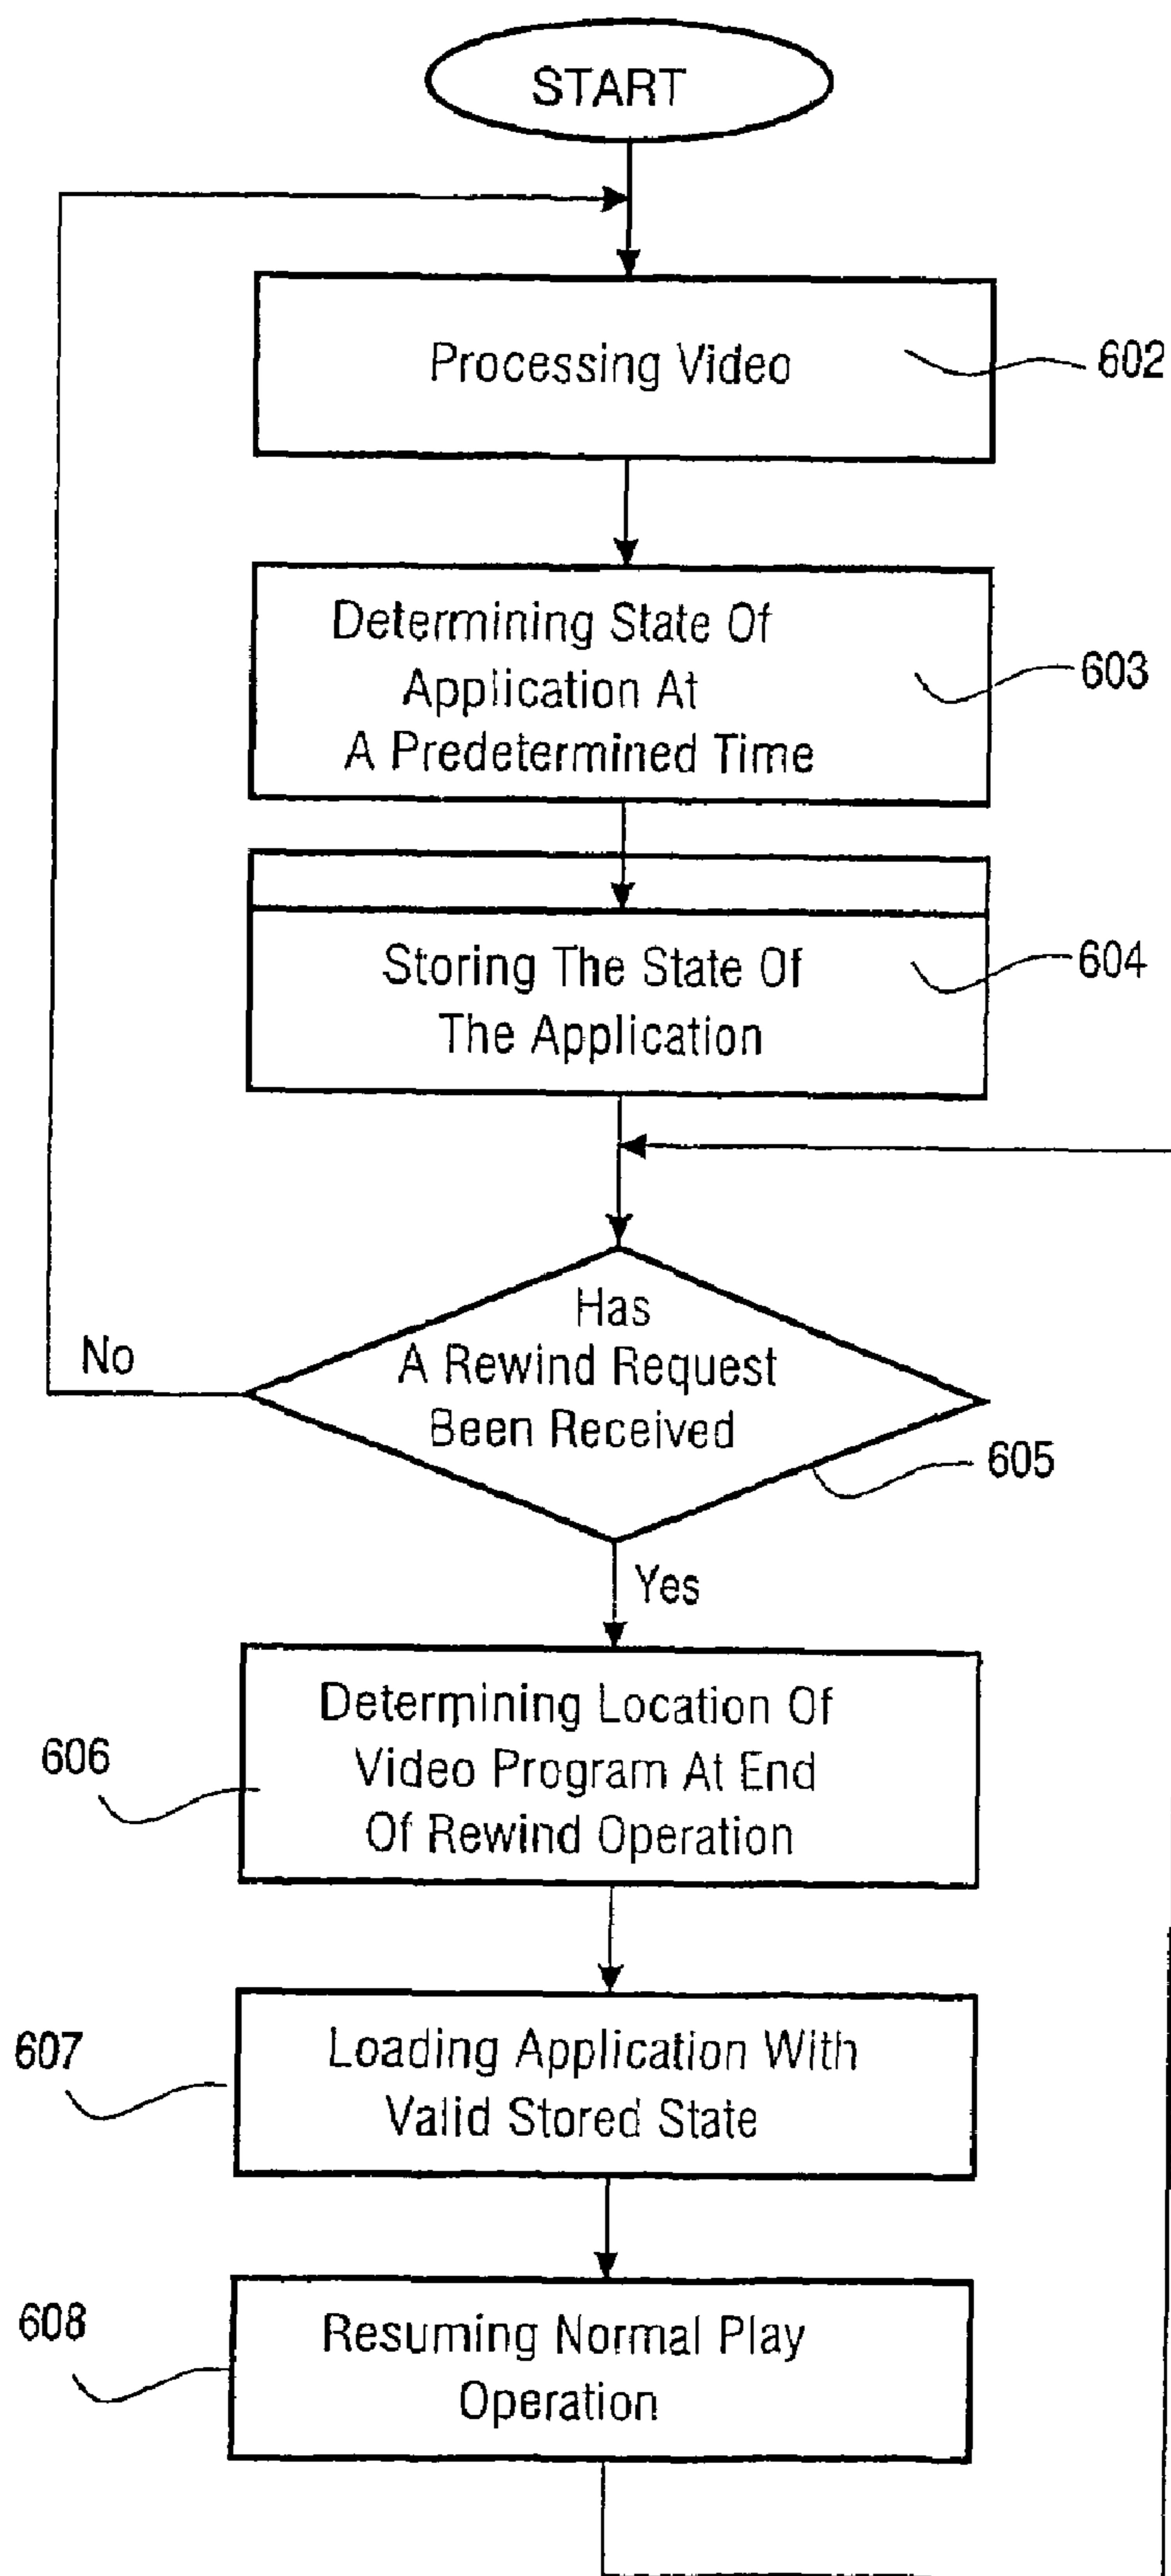 START
Processing Video
602
Determining State Of
Application At
A Predetermined Time
603
Storing The State Of
The Application
604
Has
A Rewind Request
Been Received
No
605
Yes
Determining Location Of
Video Program At End
Of Rewind Operation
606
Loading Application With
Valid Stored State
607
Resuming Normal Play
Operation
608